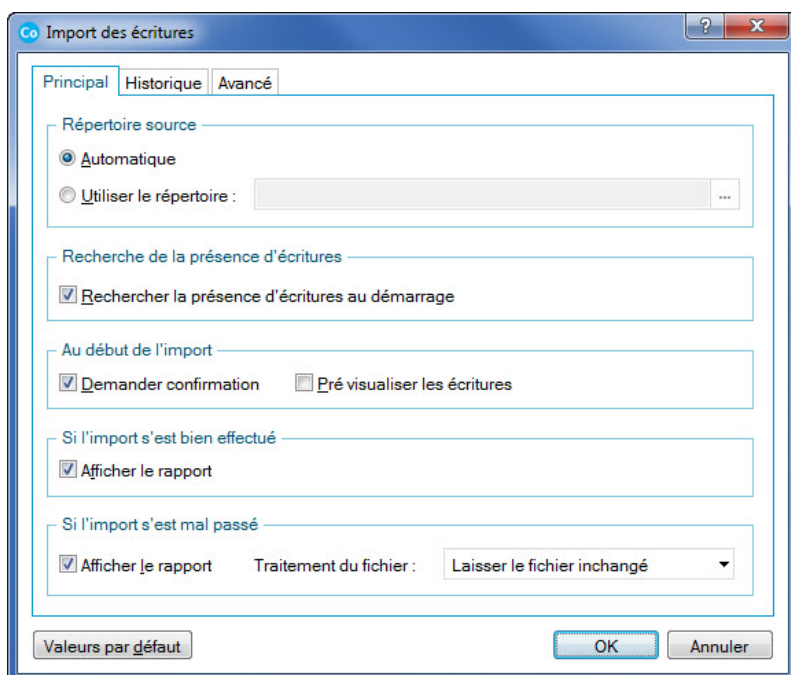 Co Import des écritures
Principal Historique Avancé
Répertoire source
Automatique
Utiliser le répertoire : ...
Recherche de la présence d'écritures
Rechercher la présence d'écritures au démarrage
Au début de l'import
Demander confirmation Pré visualiser les écritures
Si l'import s'est bien effectué
Afficher le rapport
Si l'import s'est mal passé
Afficher le rapport Traitement du fichier : Laisser le fichier inchangé
Valeurs par défaut OK Annuler